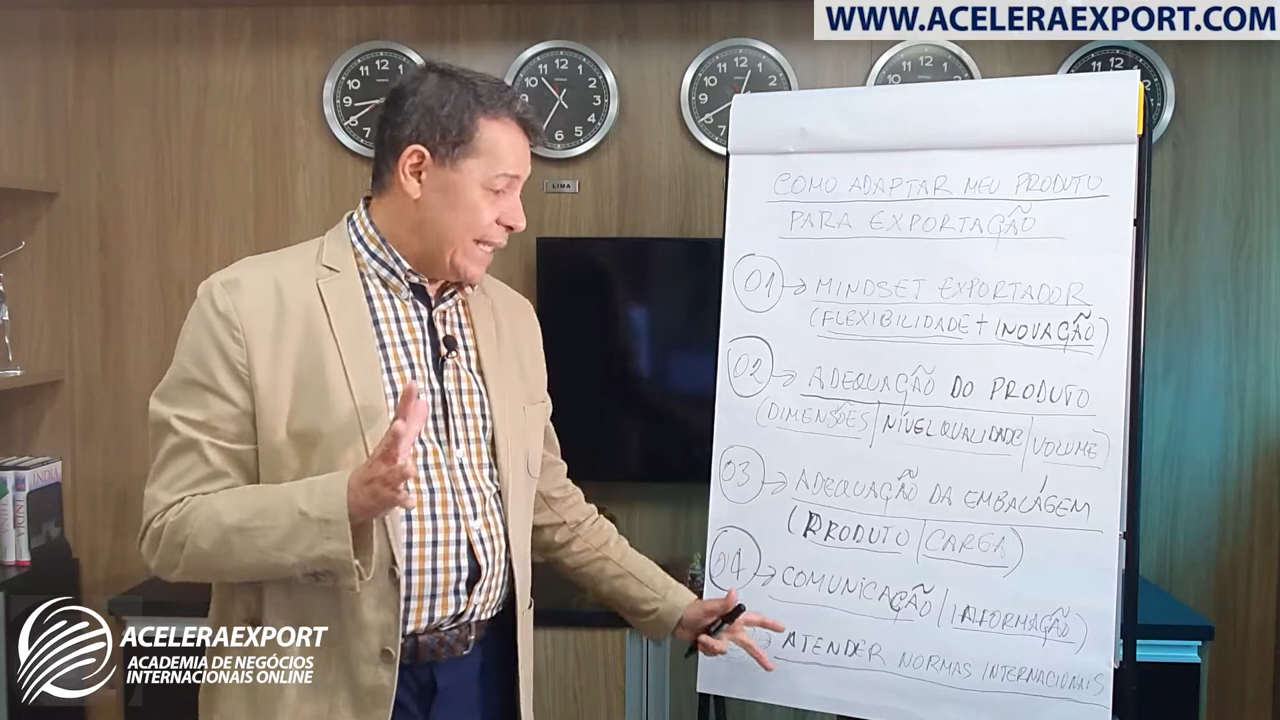 WWW.ACELERAEXPORT.COM
LIMA
COMO ADAPTAR MEU PRODUTO
PARA EXPORTAÇÃO
01 → MINDSET EXPORTADOR
(FLEXIBILIDADE + INOVAÇÃO)
02 → ADEQUAÇÃO DO PRODUTO
(DIMENSÕES | NÍVEL QUALIDADE | VOLUME)
03 → ADEQUAÇÃO DA EMBALÁGEM
(PRODUTO | CARGA)
04 → COMUNICAÇÃO | INFORMAÇÃO
→ ATENDER NORMAS INTERNACIONAIS
INDIA
ACELERAEXPORT
ACADEMIA DE NEGÓCIOS
INTERNACIONAIS ONLINE